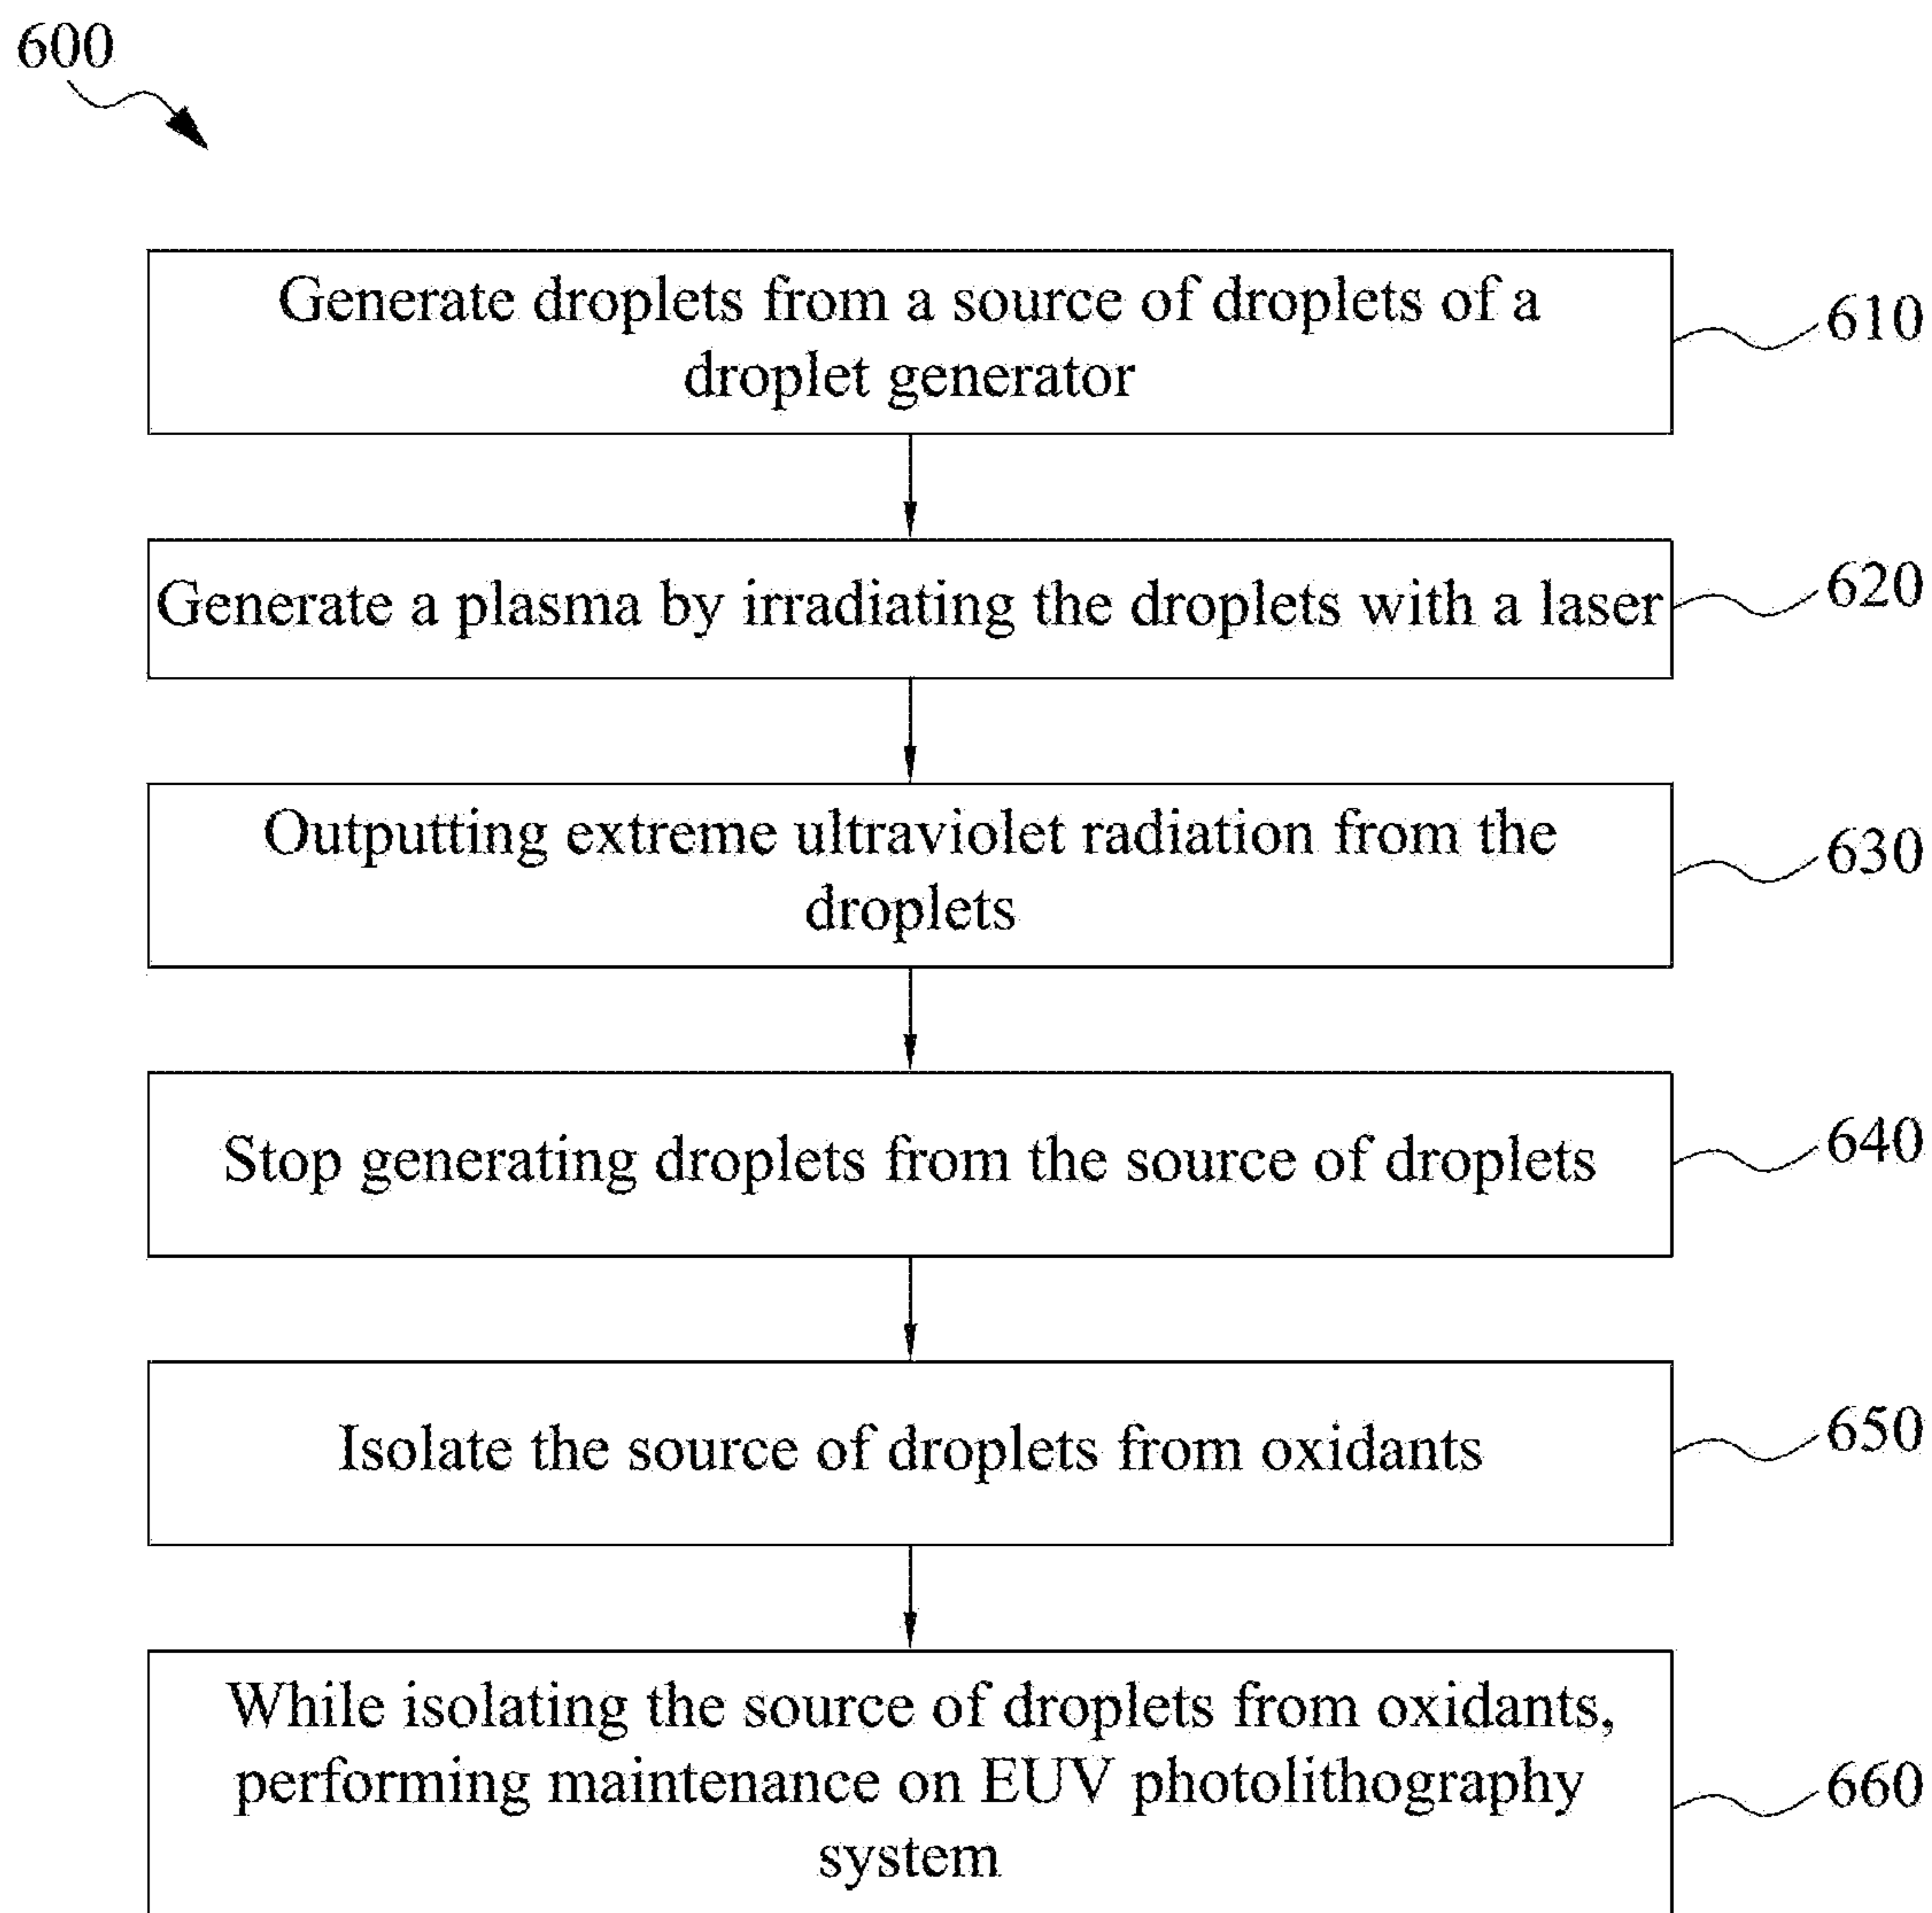 600
Generate droplets from a source of droplets of a
droplet generator
610
Generate a plasma by irradiating the droplets with a laser
620
Outputting extreme ultraviolet radiation from the
droplets
630
Stop generating droplets from the source of droplets
640
Isolate the source of droplets from oxidants
650
While isolating the source of droplets from oxidants,
performing maintenance on EUV photolithography
system
660